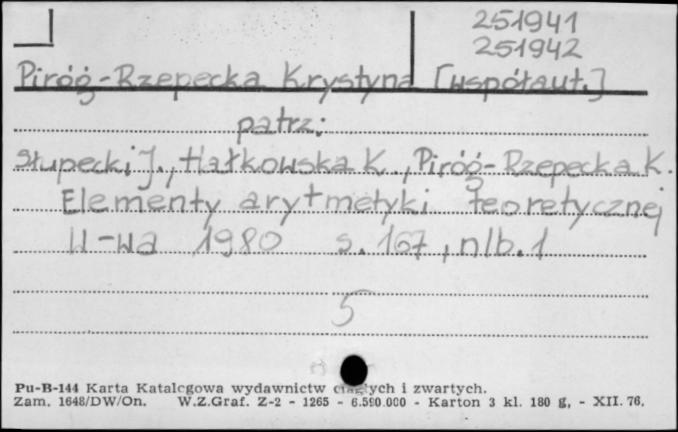 251941
251942
Piróg-Rzepecka Krystyna [współaut.]
patrz:
Słupecki J., Hałkowska K., Piróg-Rzepecka K.
Elementy arytmetyki teoretycznej
W-wa 1980 s. 167, nlb. 1
5
Pu-B-144 Karta Katalogowa wydawnictw ciągłych i zwartych.
Zam. 1648/DW/On. W.Z.Graf. Z-2 - 1265 - 6.590.000 - Karton 3 kl. 180 g, - XII. 76.